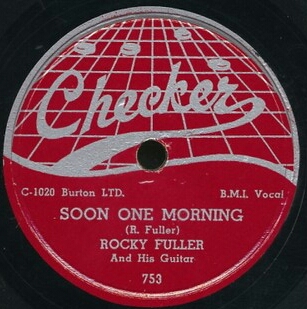 Checker
C-1020 Burton LTD. B.M.I. Vocal
SOON ONE MORNING
(R. Fuller)
ROCKY FULLER
And His Guitar
753